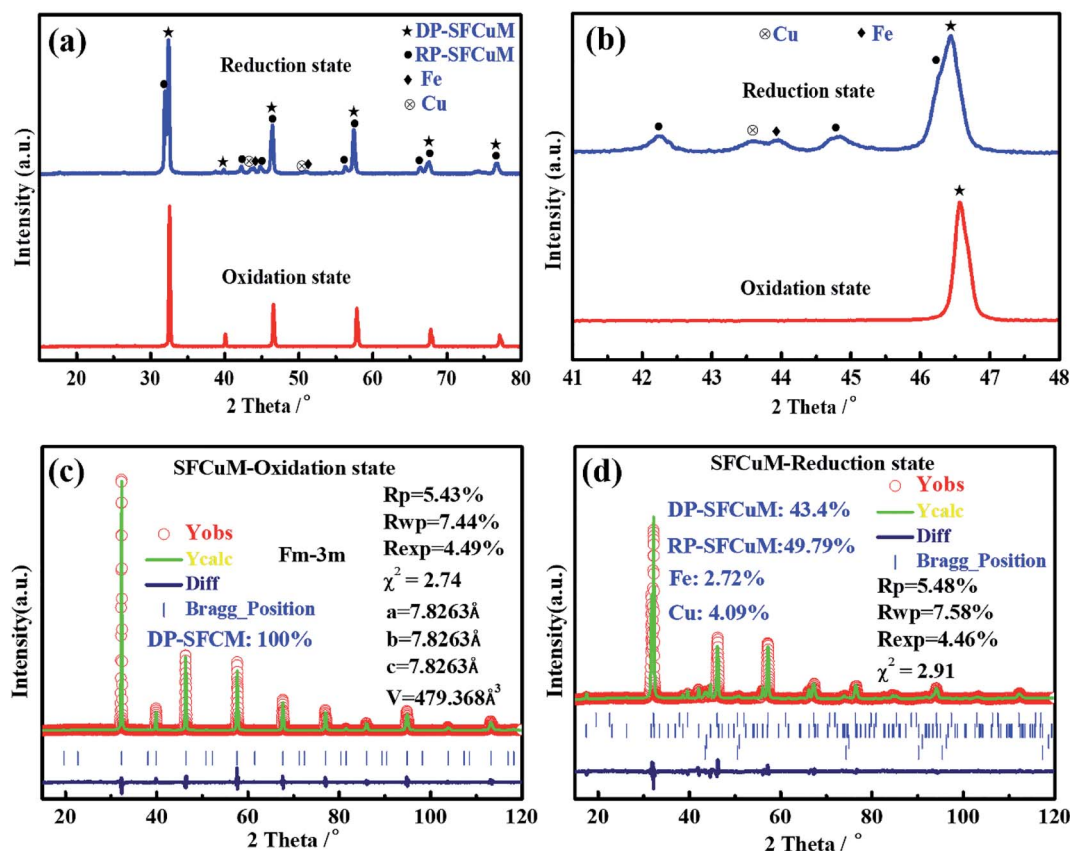 (a)
★ DP-SFCuM
● RP-SFCuM
♦ Fe
⊗ Cu
Reduction state
Oxidation state
Intensity (a.u.)
20 30 40 50 60 70 80
2 Theta /°
(b)
⊗ Cu ♦ Fe
Reduction state
Oxidation state
Intensity (a.u.)
41 42 43 44 45 46 47 48
2 Theta /°
(c)
SFCuM-Oxidation state
Yobs
Ycalc
Diff
Bragg_Position
DP-SFCM: 100%
Fm-3m
Rp=5.43%
Rwp=7.44%
Rexp=4.49%
χ² = 2.74
a=7.8263Å
b=7.8263Å
c=7.8263Å
V=479.368Å³
Intensity(a.u.)
20 40 60 80 100 120
2 Theta /°
(d)
SFCuM-Reduction state
DP-SFCuM: 43.4%
RP-SFCuM:49.79%
Fe: 2.72%
Cu: 4.09%
Yobs
Ycalc
Diff
Bragg_Position
Rp=5.48%
Rwp=7.58%
Rexp=4.46%
χ² = 2.91
Intensity(a.u.)
20 40 60 80 100 120
2 Theta /°